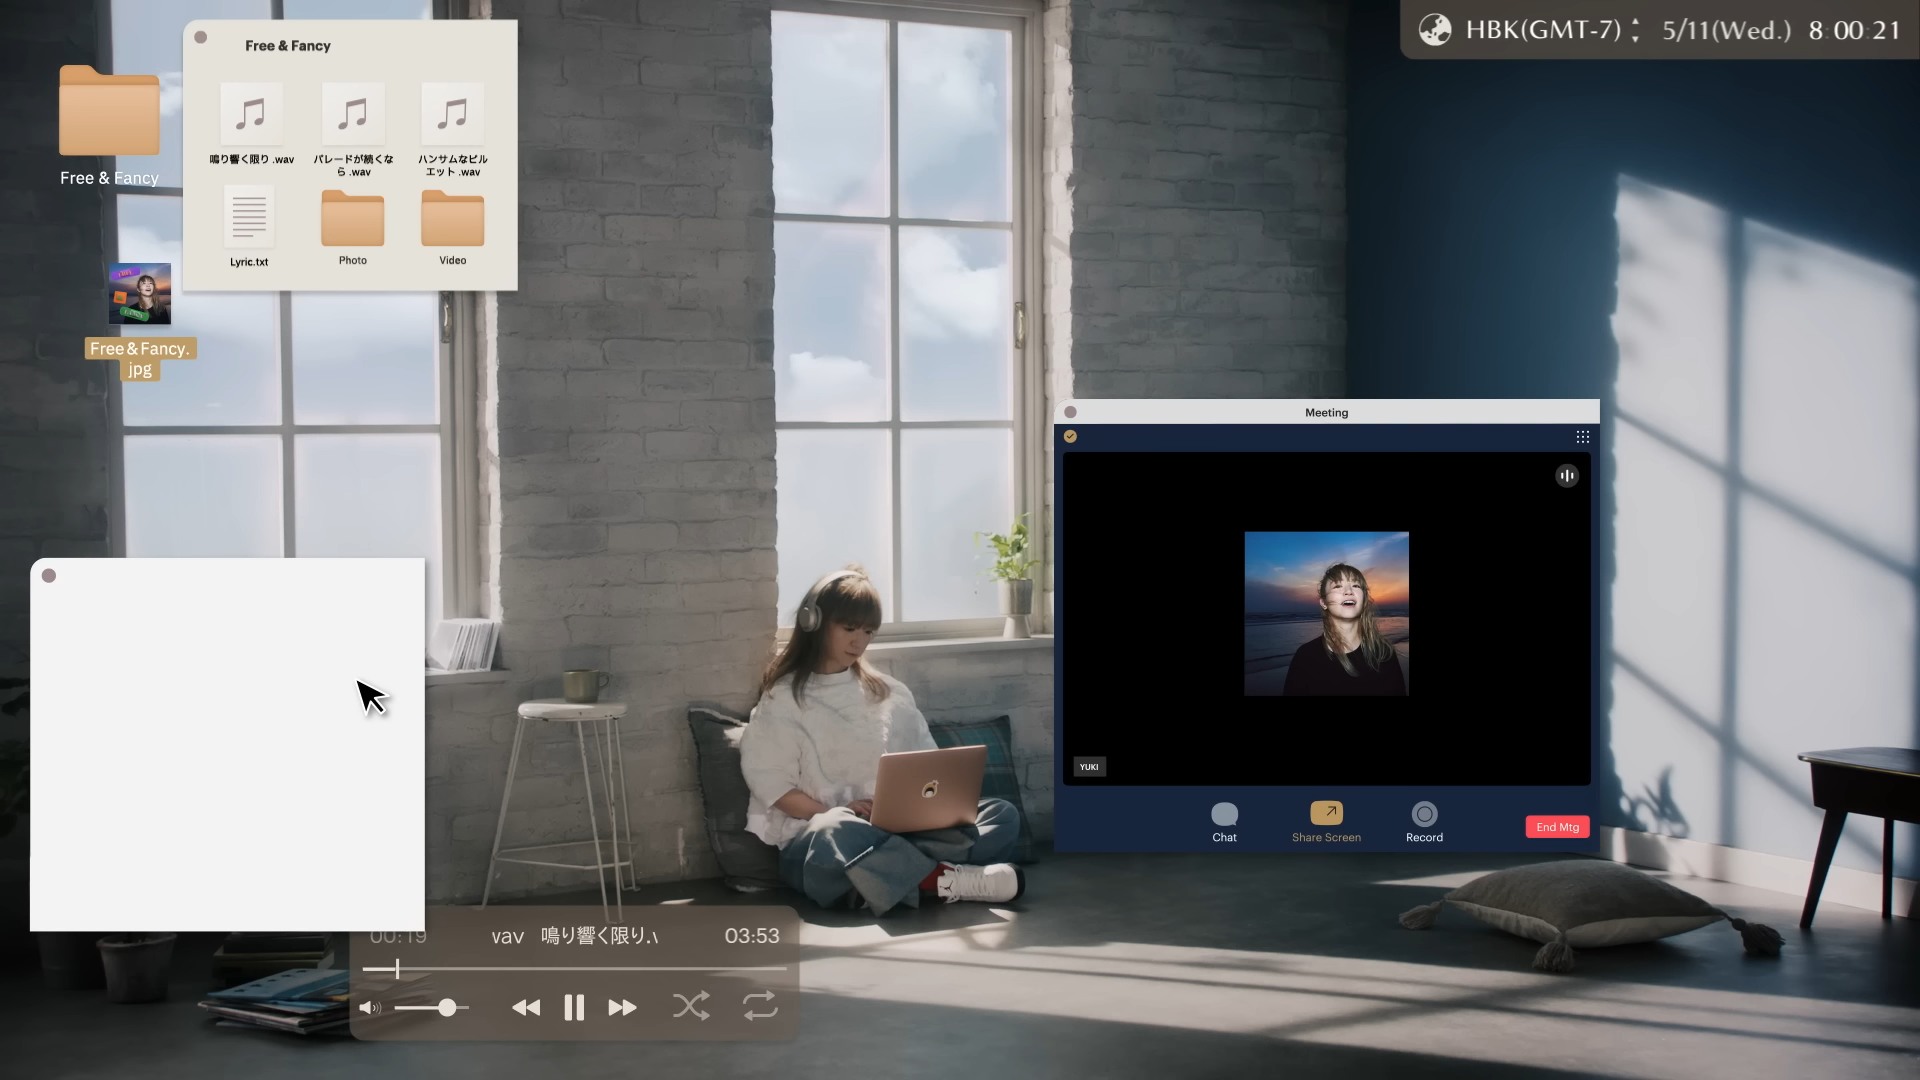 HBK(GMT-7) 5/11(Wed.) 8:00:21
Free & Fancy
Free & Fancy
鳴り響く限り .wav
パレードが続くな
ら .wav
ハンサムなピル
エット .wav
Lyric.txt
Photo
Video
Free & Fancy.
jpg
Meeting
YUKI
Chat
Share Screen
Record
End Mtg
00:19
鳴り響く限り.
03:53